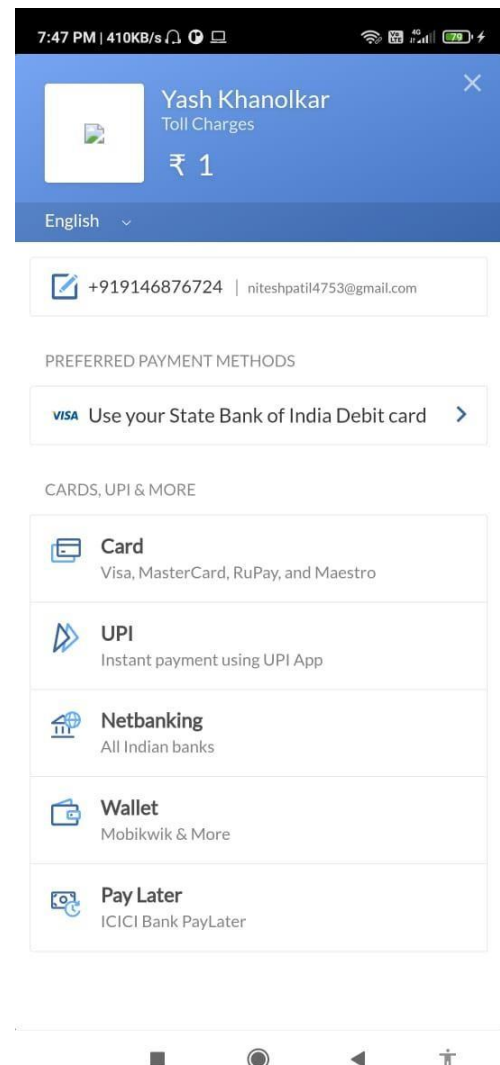 7:47 PM | 410KB/s
4G
79
Yash Khanolkar
Toll Charges
₹ 1
English
+919146876724 | niteshpatil4753@gmail.com
PREFERRED PAYMENT METHODS
VISA Use your State Bank of India Debit card
CARDS, UPI & MORE
Card
Visa, MasterCard, RuPay, and Maestro
UPI
Instant payment using UPI App
Netbanking
All Indian banks
Wallet
Mobikwik & More
Pay Later
ICICI Bank PayLater